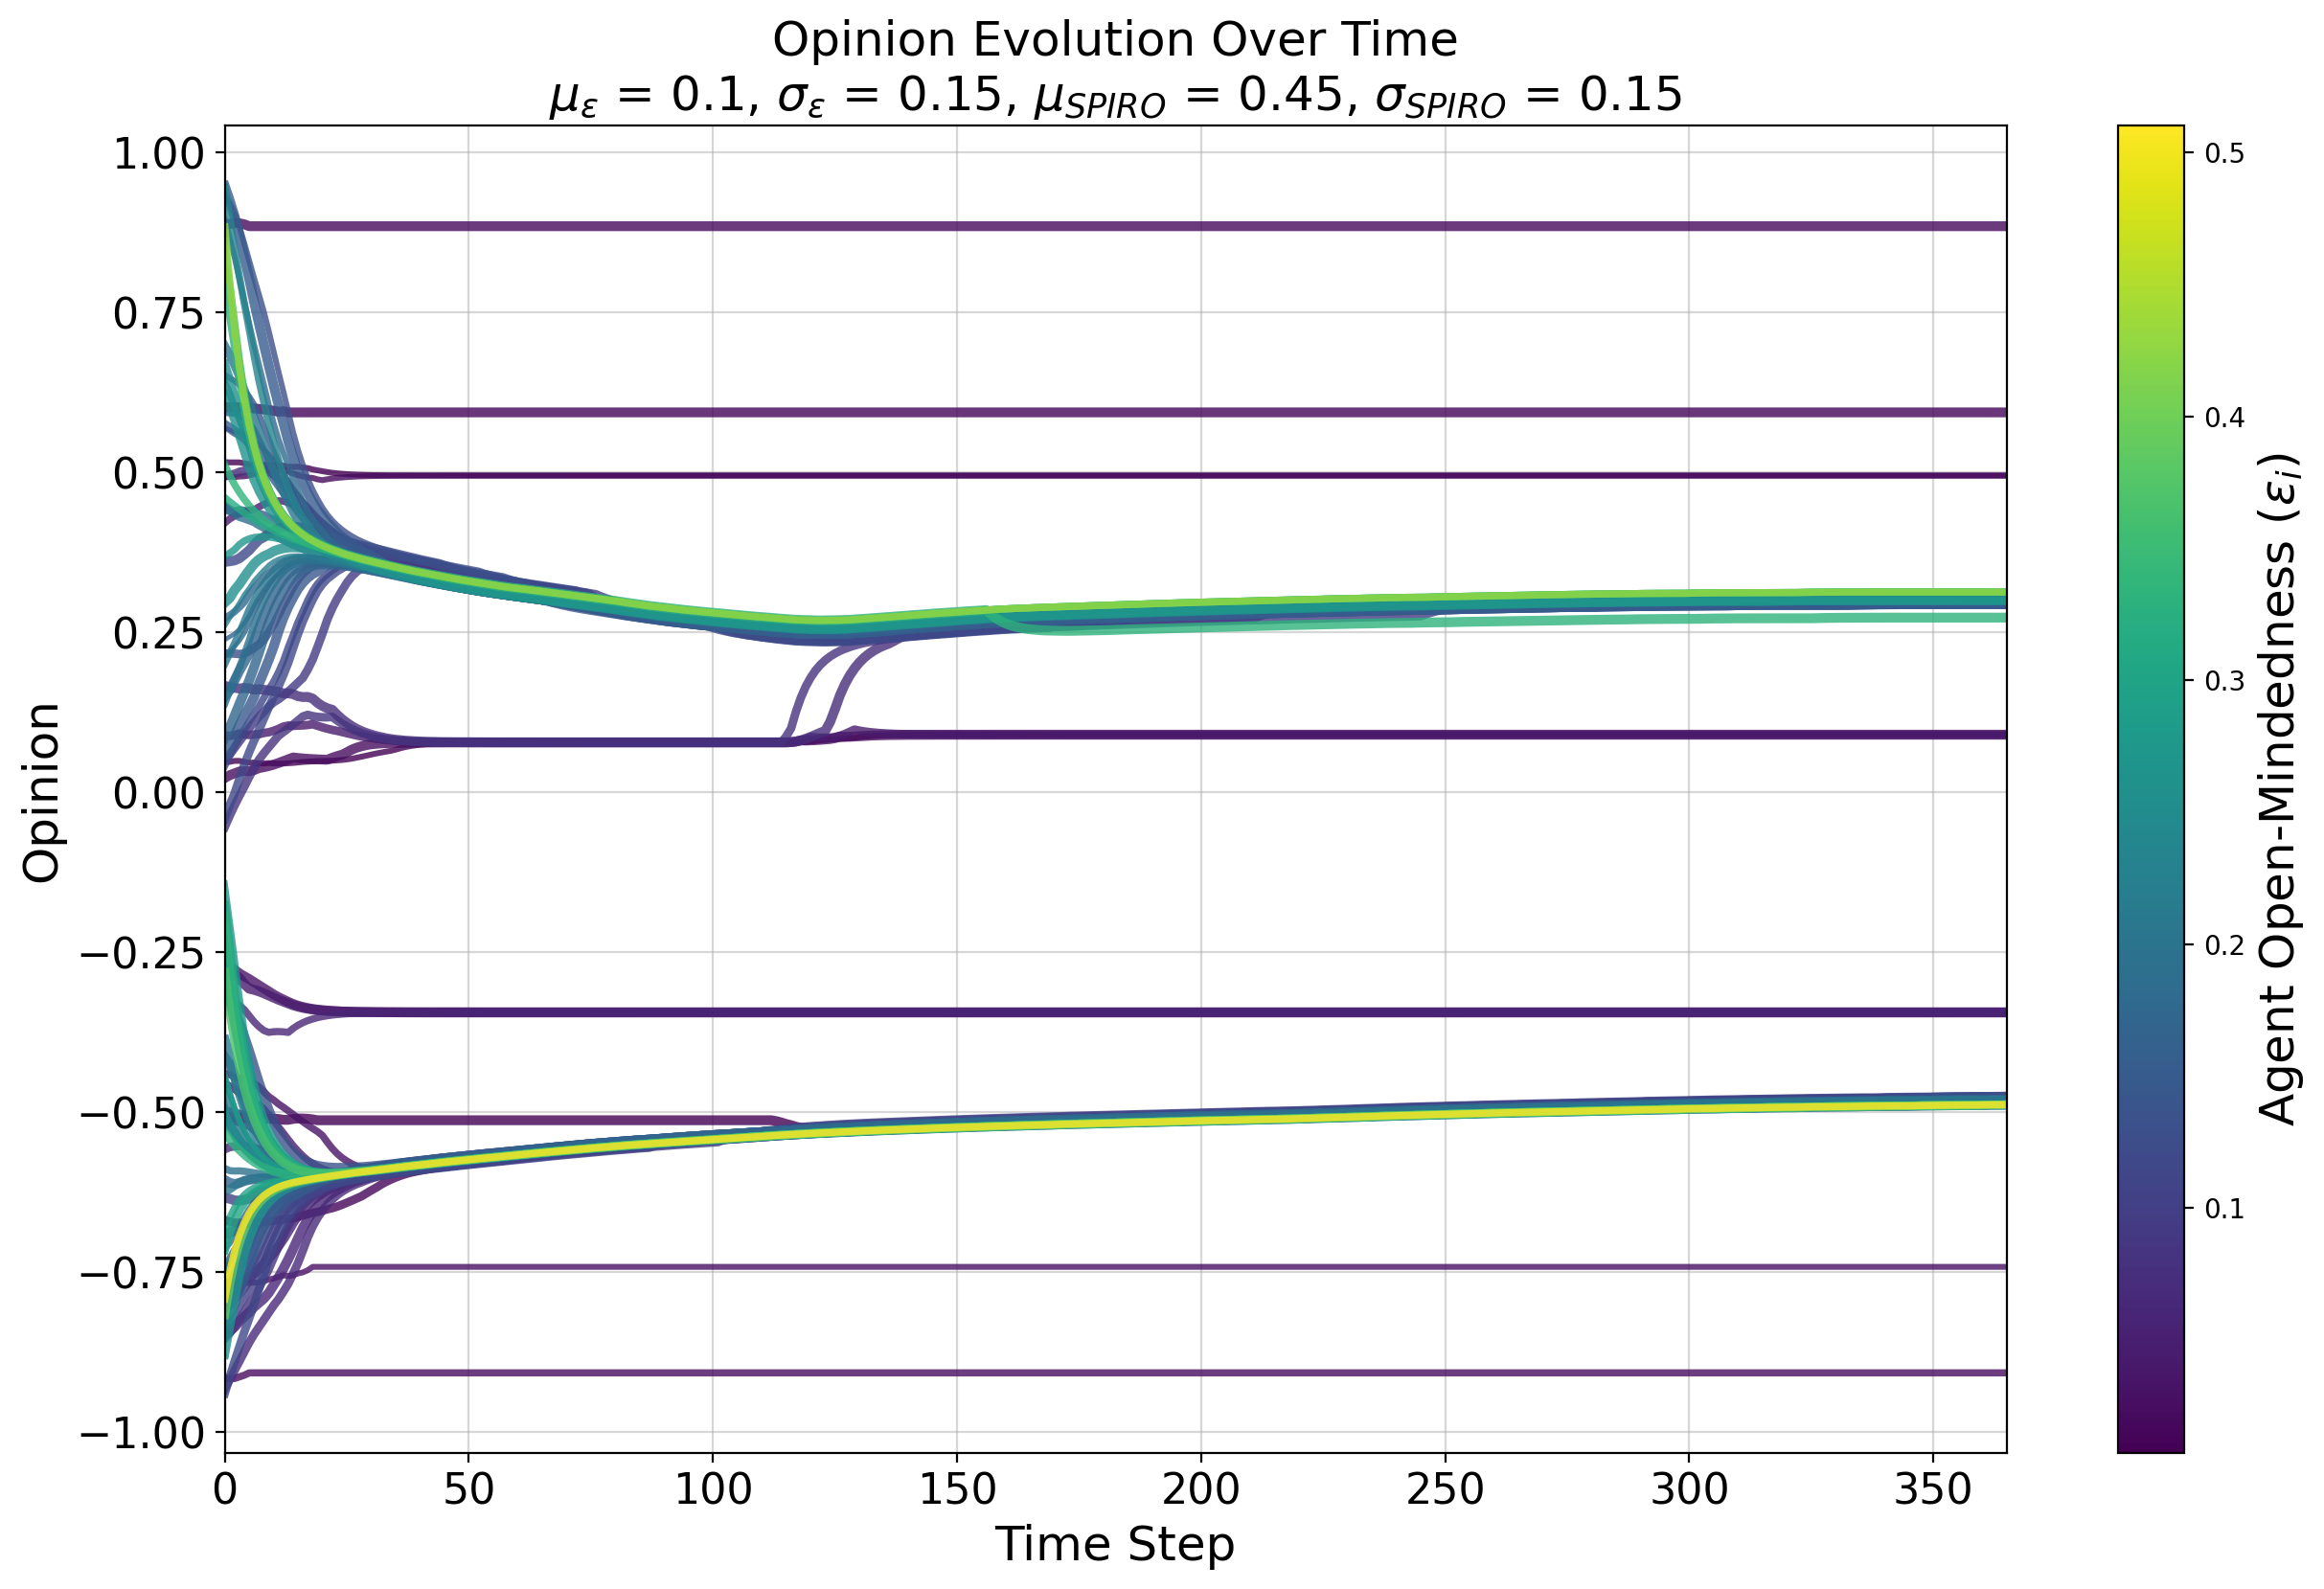 Opinion Evolution Over Time
μ_ε = 0.1, σ_ε = 0.15, μ_SPIRO = 0.45, σ_SPIRO = 0.15
1.00
0.75
0.50
0.25
0.00
−0.25
−0.50
−0.75
−1.00
Opinion
0 50 100 150 200 250 300 350
Time Step
0.5
0.4
0.3
0.2
0.1
Agent Open-Mindedness (ε_i)